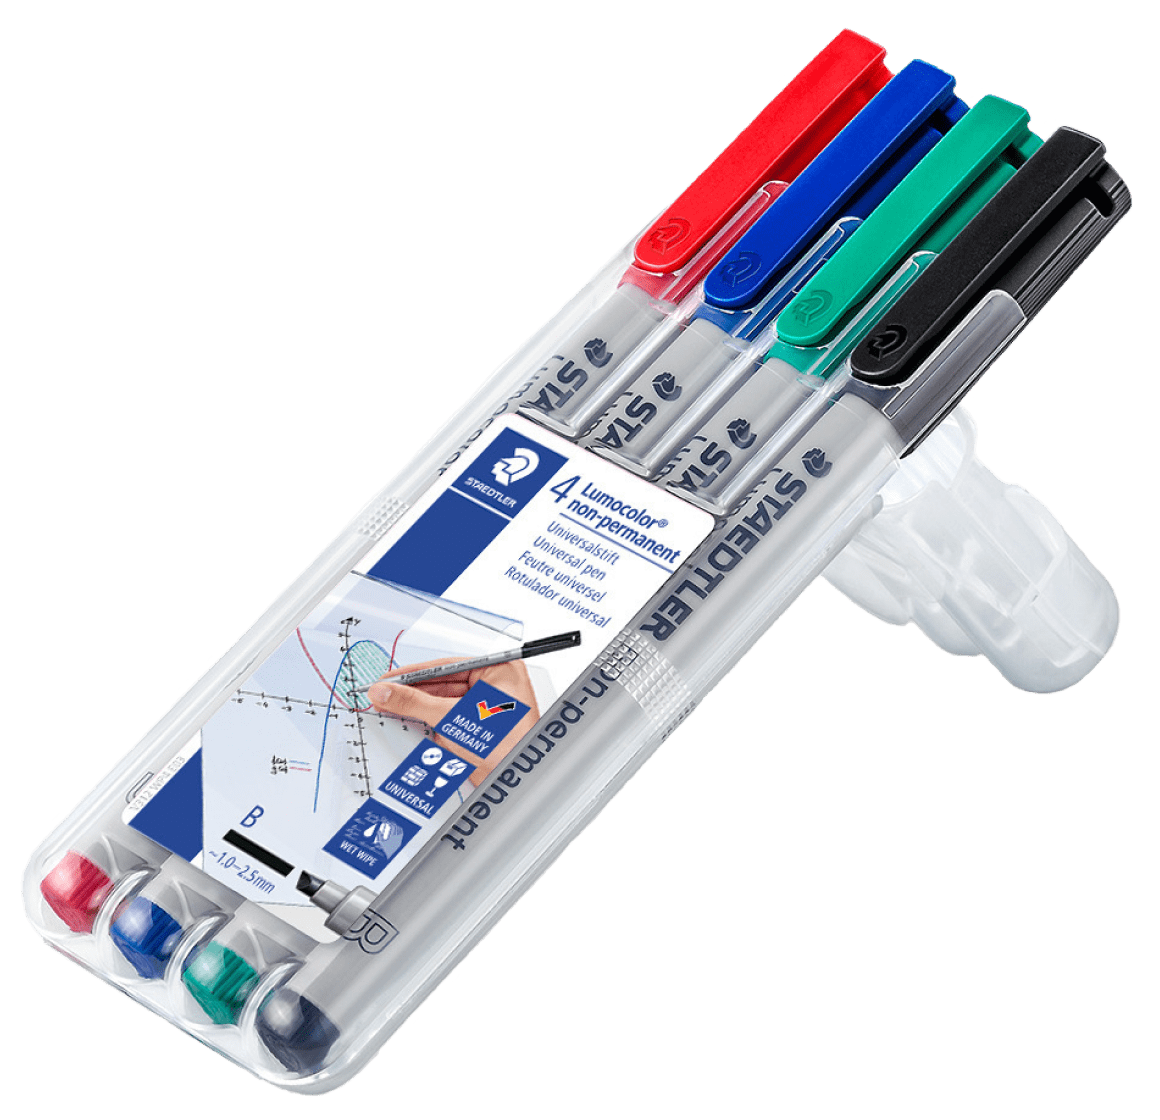 STAEDTLER
4 Lumocolor®
non-permanent
Universalstift
Universal pen
Feutre universel
Rotulador universal
MADE IN
GERMANY
UNIVERSAL
WET WIPE
B
~1.0–2.5mm
STAEDTLER
STAEDTLER
non-permanent
B